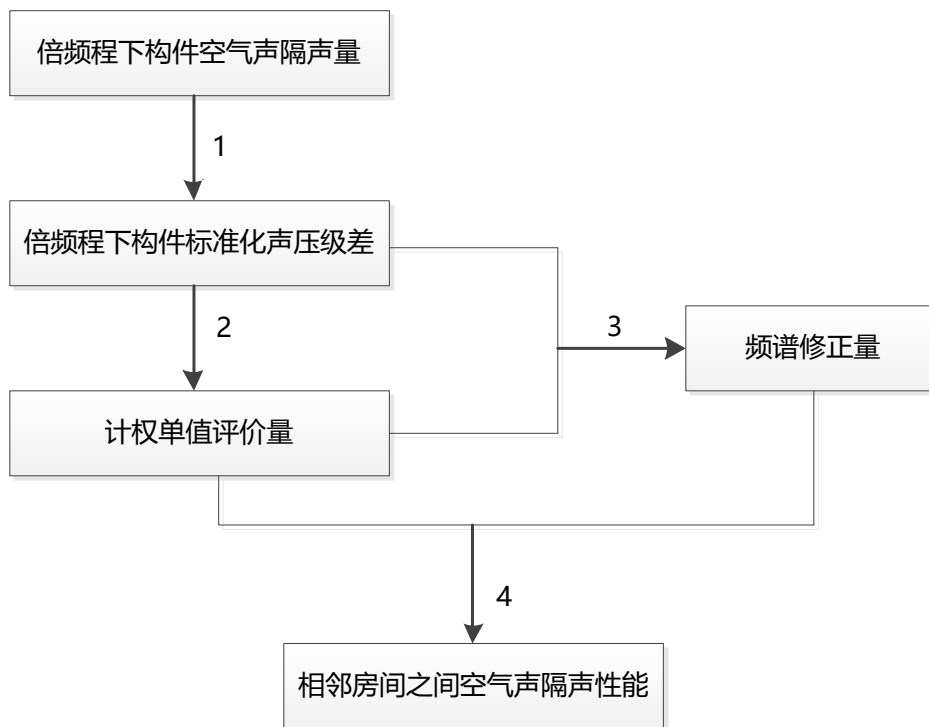 倍频程下构件空气声隔声量
1
倍频程下构件标准化声压级差
2
3
频谱修正量
计权单值评价量
4
相邻房间之间空气声隔声性能